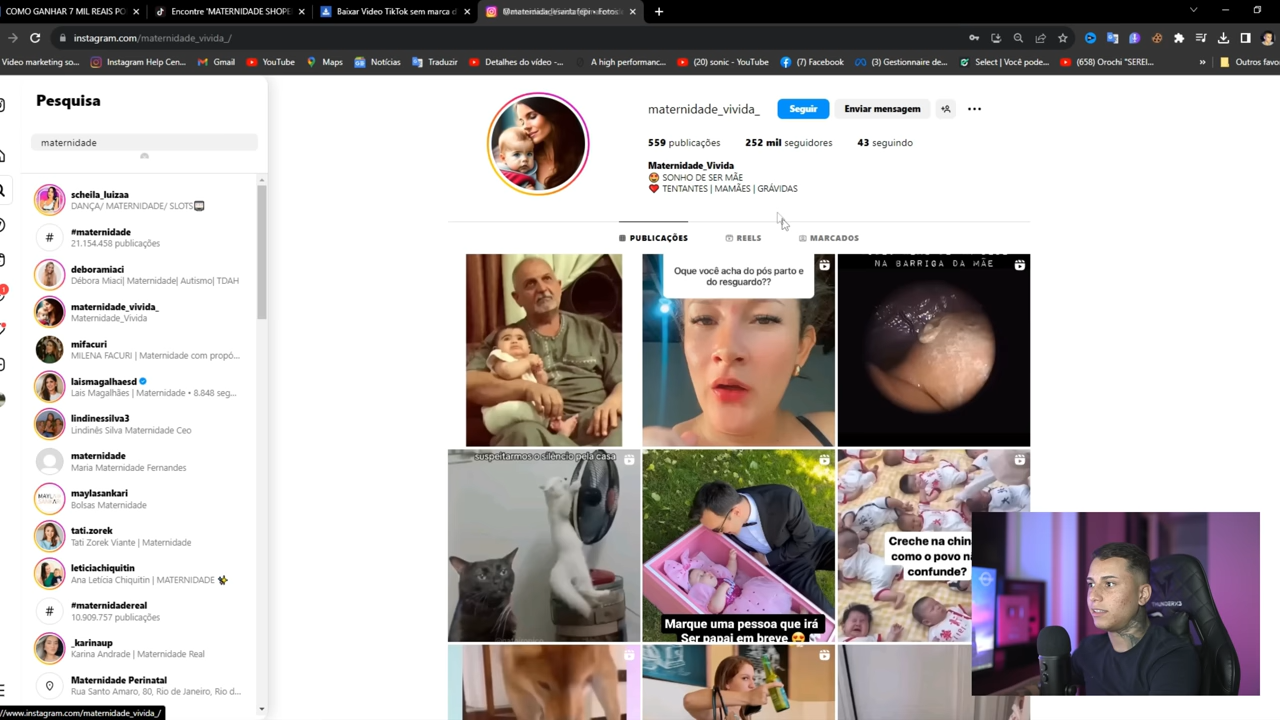 COMO GANHAR 7 MIL REAIS PO
Encontre 'MATERNIDADE SHOPE
Baixar Video TikTok sem marca d
instagram.com/maternidade_vivida_/
Video marketing so...
Instagram Help Cen...
Gmail
YouTube
Maps
Notícias
Traduzir
Detalhes do vídeo -...
A high performanc...
(20) sonic - YouTube
(7) Facebook
(3) Gestionnaire de...
Select | Você pode...
(658) Orochi "SEREI...
Outros favor
Pesquisa
maternidade
scheila_luizaa
DANÇA/ MATERNIDADE/ SLOTS
#maternidade
21.154.458 publicações
deboramiaci
Débora Miaci| Maternidade| Autismo| TDAH
maternidade_vivida_
Maternidade_Vivida
mifacuri
MILENA FACURI | Maternidade com propó...
laismagalhaesd
Lais Magalhães | Maternidade • 8.848 seg...
lindinessilva3
Lindinês Silva Maternidade Ceo
maternidade
Maria Maternidade Fernandes
maylasankari
Bolsas Maternidade
tati.zorek
Tati Zorek Viante | Maternidade
leticiachiquitin
Ana Letícia Chiquitin | MATERNIDADE
#maternidadereal
10.909.757 publicações
_karinaup
Karina Andrade | Maternidade Real
Maternidade Perinatal
Rua Santo Amaro, 80, Rio de Janeiro, Rio d...
//www.instagram.com/maternidade_vivida_/
maternidade_vivida_
Seguir
Enviar mensagem
559 publicações
252 mil seguidores
43 seguindo
Maternidade_Vivida
SONHO DE SER MÃE
TENTANTES | MAMÃES | GRÁVIDAS
PUBLICAÇÕES
REELS
MARCADOS
Oque você acha do pós parto e
do resguardo??
NA BARRIGA DA MÃE
suspeitarmos o silêncio pela casa
Marque uma pessoa que irá
Ser papai em breve
Creche na chin
como o povo na
confunde?